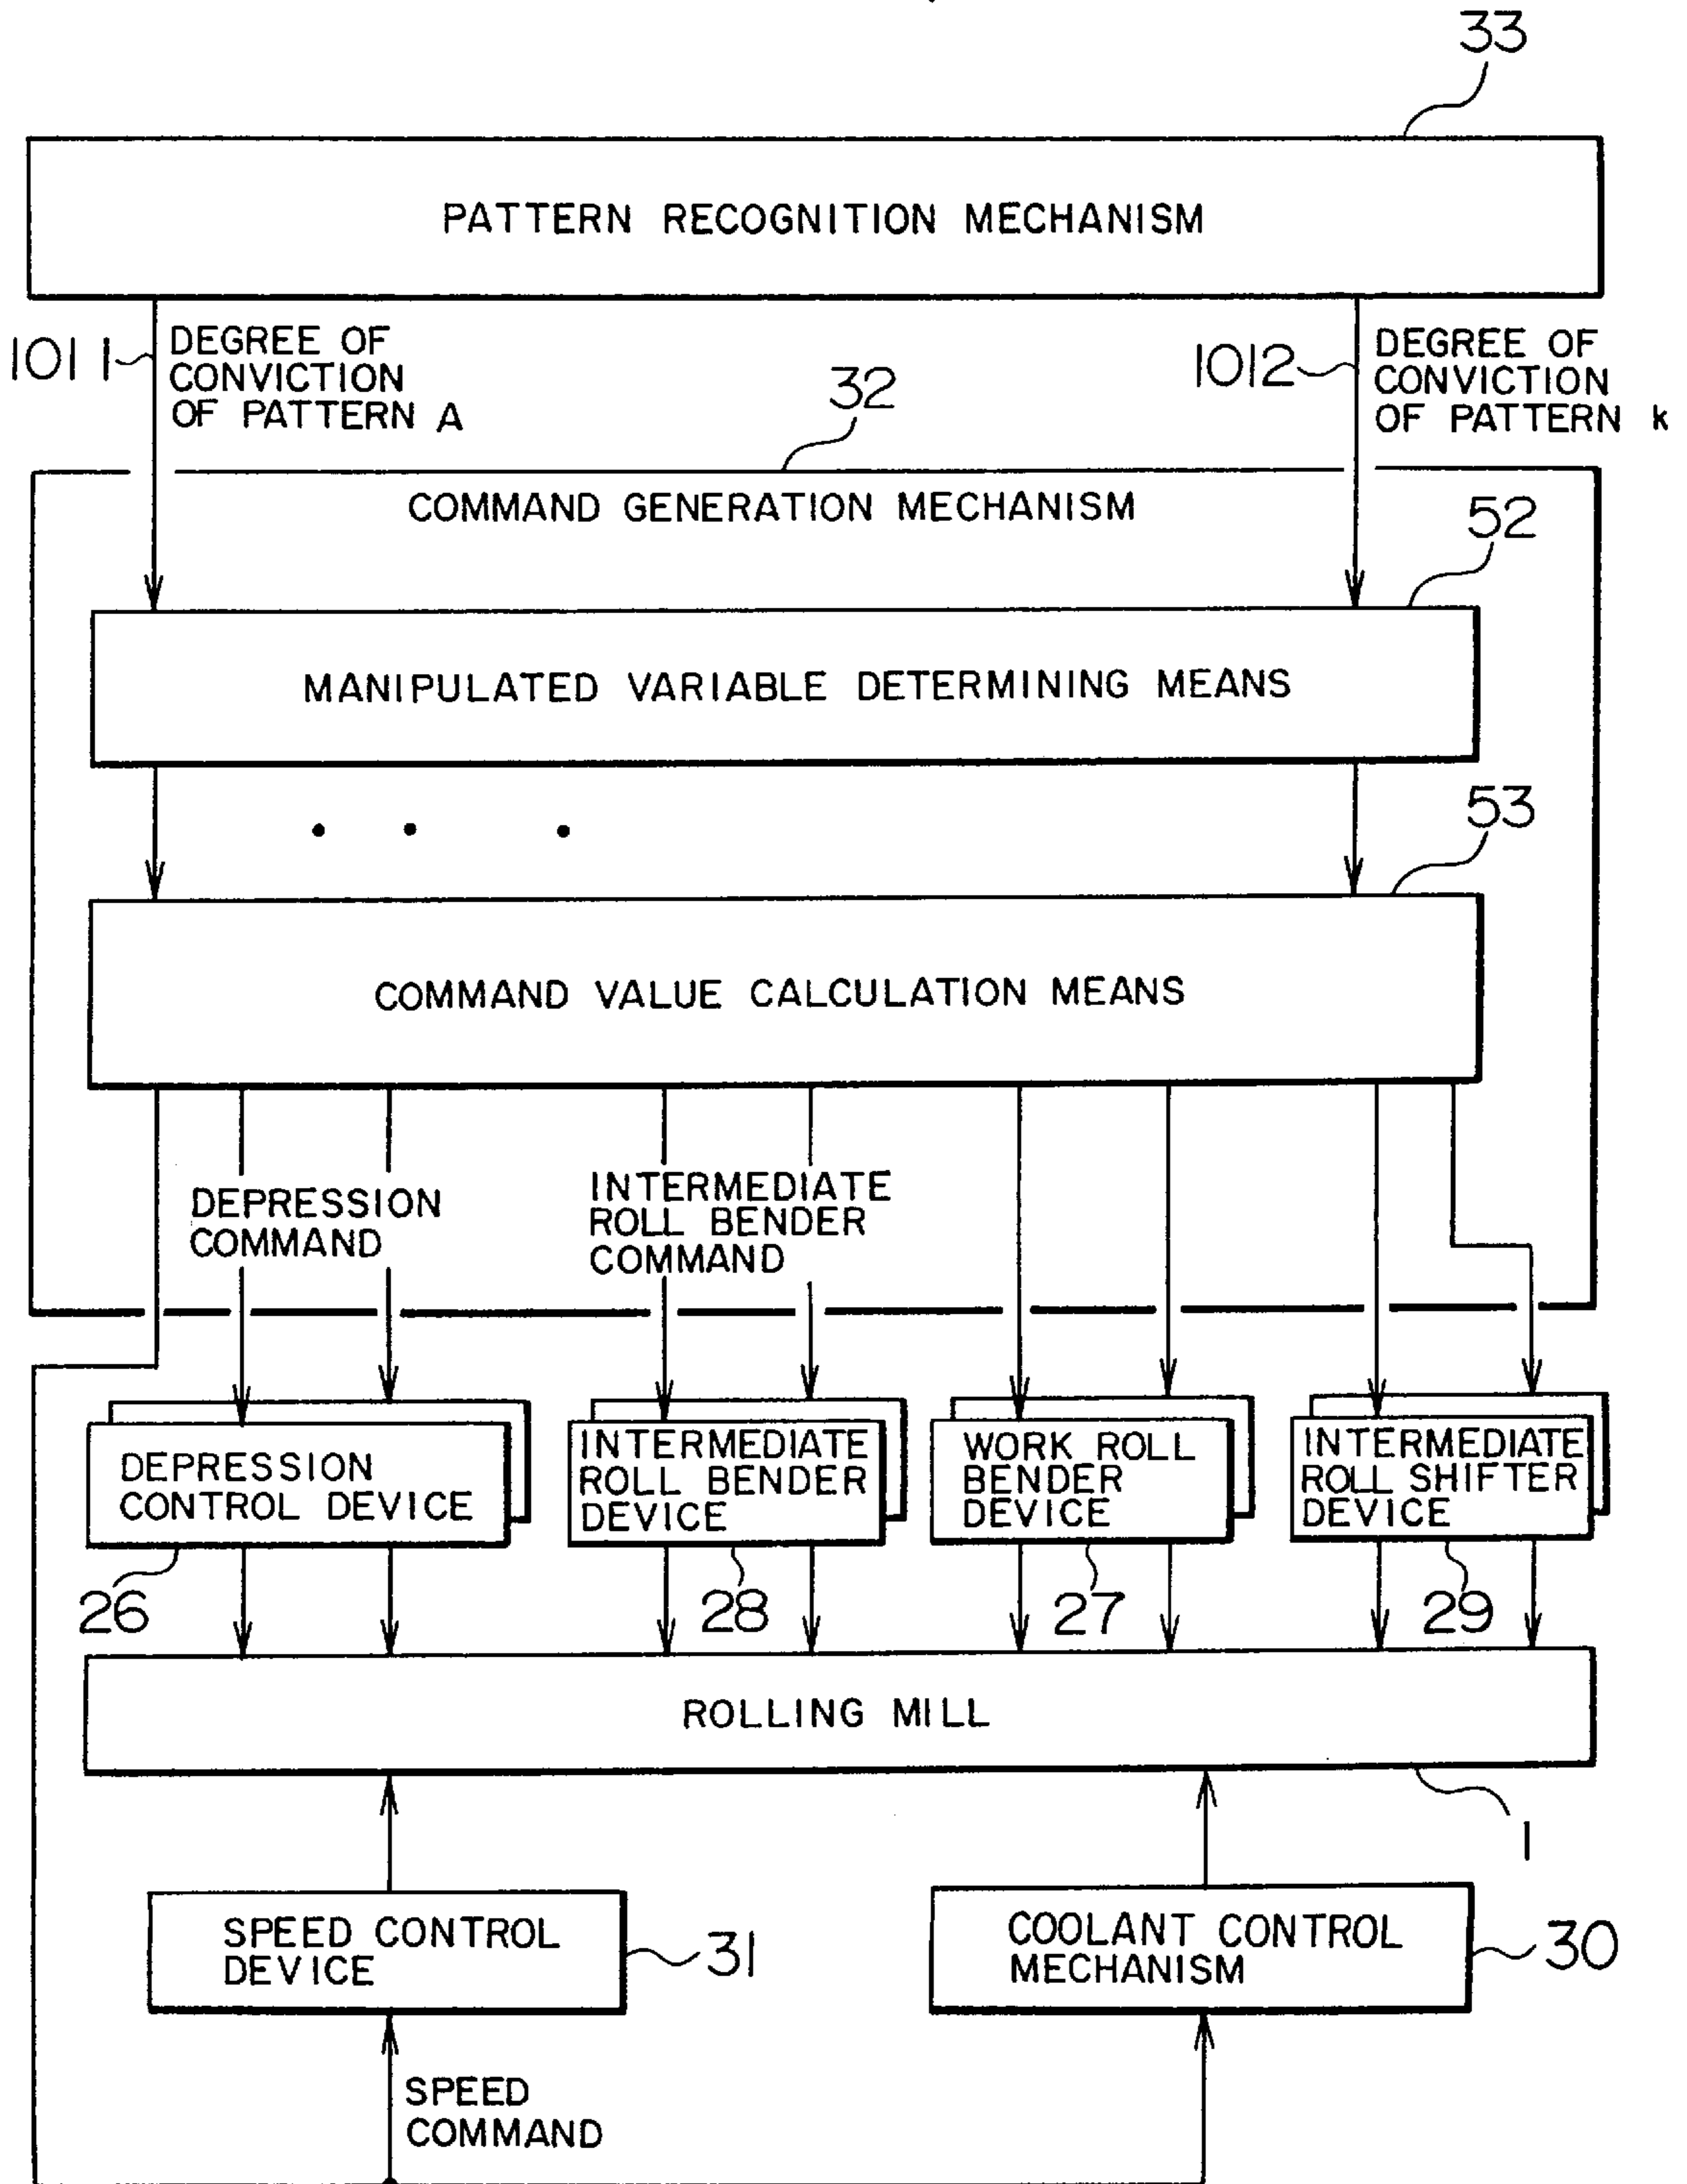 33
PATTERN RECOGNITION MECHANISM
1011
DEGREE OF
CONVICTION
OF PATTERN A
1012
DEGREE OF
CONVICTION
OF PATTERN k
32
COMMAND GENERATION MECHANISM
52
MANIPULATED VARIABLE DETERMINING MEANS
53
COMMAND VALUE CALCULATION MEANS
DEPRESSION
COMMAND
INTERMEDIATE
ROLL BENDER
COMMAND
DEPRESSION
CONTROL DEVICE
INTERMEDIATE
ROLL BENDER
DEVICE
WORK ROLL
BENDER
DEVICE
INTERMEDIATE
ROLL SHIFTER
DEVICE
26
28
27
29
ROLLING MILL
1
SPEED CONTROL
DEVICE
31
COOLANT CONTROL
MECHANISM
30
SPEED
COMMAND